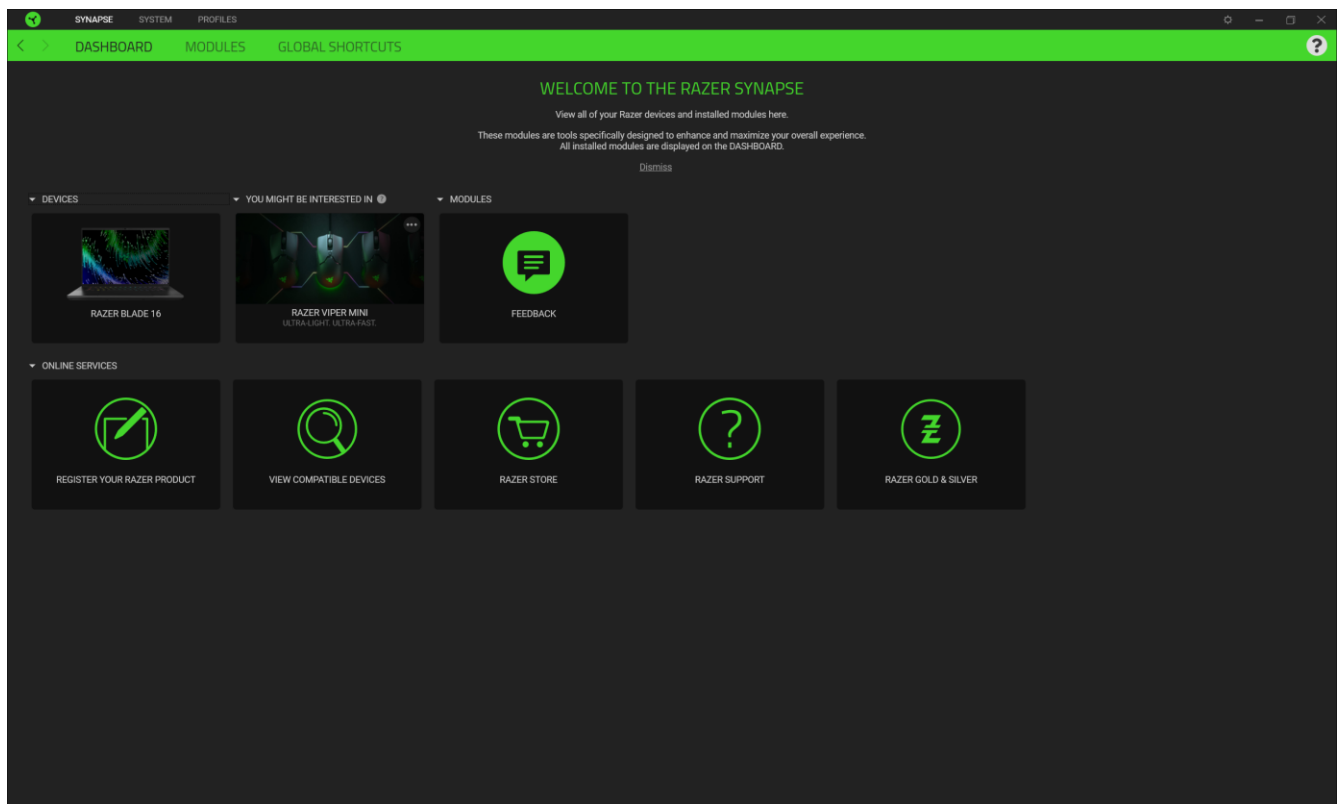 SYNAPSE SYSTEM PROFILES
DASHBOARD MODULES GLOBAL SHORTCUTS
?
WELCOME TO THE RAZER SYNAPSE
View all of your Razer devices and installed modules here.
These modules are tools specifically designed to enhance and maximize your overall experience.
All installed modules are displayed on the DASHBOARD.
Dismiss
DEVICES
YOU MIGHT BE INTERESTED IN ?
MODULES
RAZER BLADE 16
RAZER VIPER MINI
ULTRA-LIGHT. ULTRA-FAST.
FEEDBACK
ONLINE SERVICES
REGISTER YOUR RAZER PRODUCT
VIEW COMPATIBLE DEVICES
RAZER STORE
RAZER SUPPORT
RAZER GOLD & SILVER